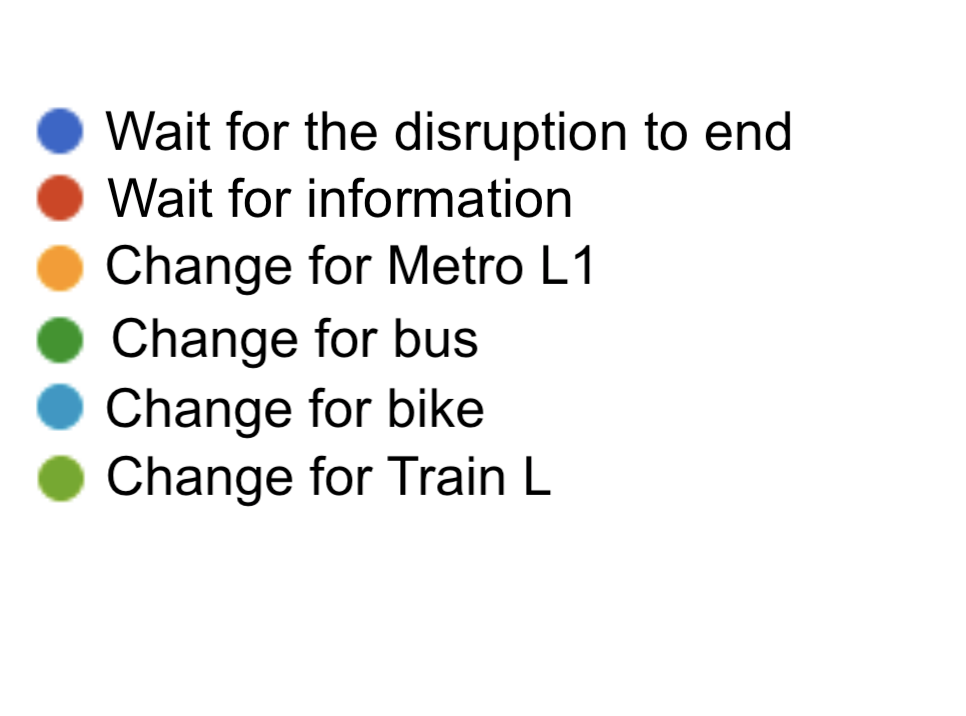 Wait for the disruption to end
Wait for information
Change for Metro L1
Change for bus
Change for bike
Change for Train L